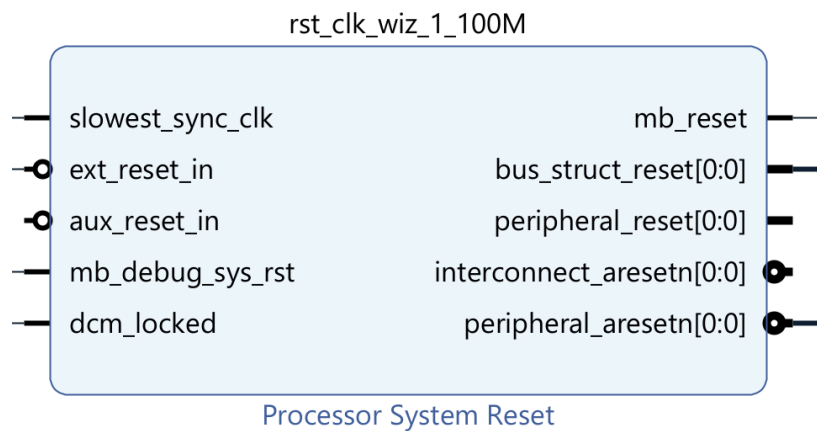 rst_clk_wiz_1_100M
slowest_sync_clk
mb_reset
ext_reset_in
bus_struct_reset[0:0]
aux_reset_in
peripheral_reset[0:0]
mb_debug_sys_rst
interconnect_aresetn[0:0]
dcm_locked
peripheral_aresetn[0:0]
Processor System Reset